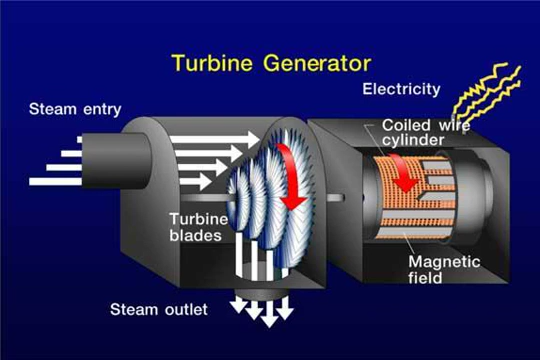 Turbine Generator
Electricity
Steam entry
Coiled wire
cylinder
Turbine
blades
Magnetic
field
Steam outlet